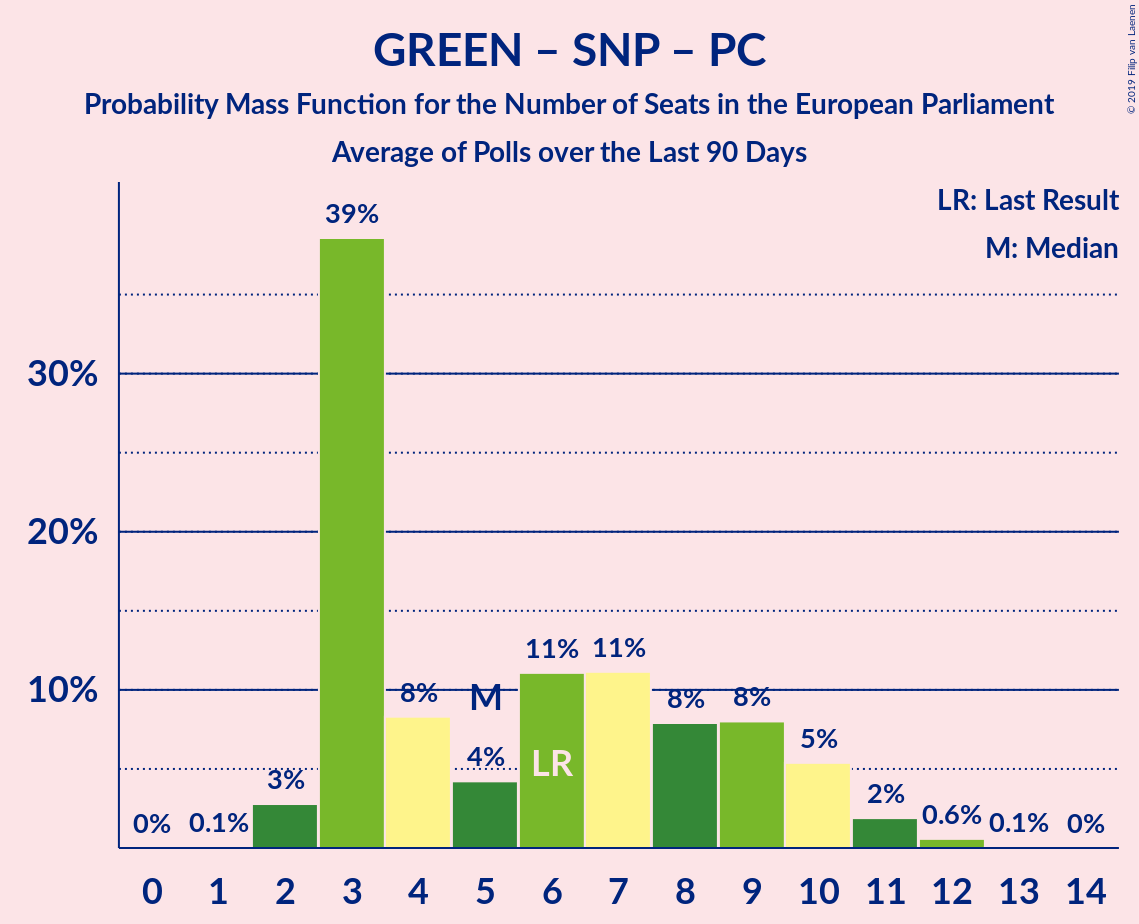 GREEN – SNP – PC
Probability Mass Function for the Number of Seats in the European Parliament
Average of Polls over the Last 90 Days
© 2019 Filip van Laenen
LR: Last Result
M: Median
39%
30%
20%
11% 11%
10%
8% M 8% 8%
LR
4% 5%
3% 2%
0% 0.1% 0.6% 0.1% 0%
0 1 2 3 4 5 6 7 8 9 10 11 12 13 14